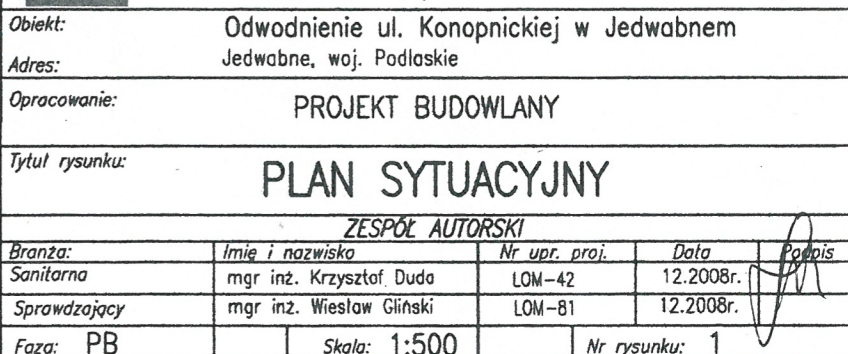 Obiekt: Odwodnienie ul. Konopnickiej w Jedwabnem
Adres: Jedwabne, woj. Podlaskie
Opracowanie: PROJEKT BUDOWLANY
Tytuł rysunku: PLAN SYTUACYJNY
ZESPÓŁ AUTORSKI
Branża: Imię i nazwisko Nr upr. proj. Data Podpis
Sanitarna mgr inż. Krzysztof Duda LOM-42 12.2008r.
Sprawdzający mgr inż. Wiesław Gliński LOM-81 12.2008r.
Faza: PB Skala: 1:500 Nr rysunku: 1